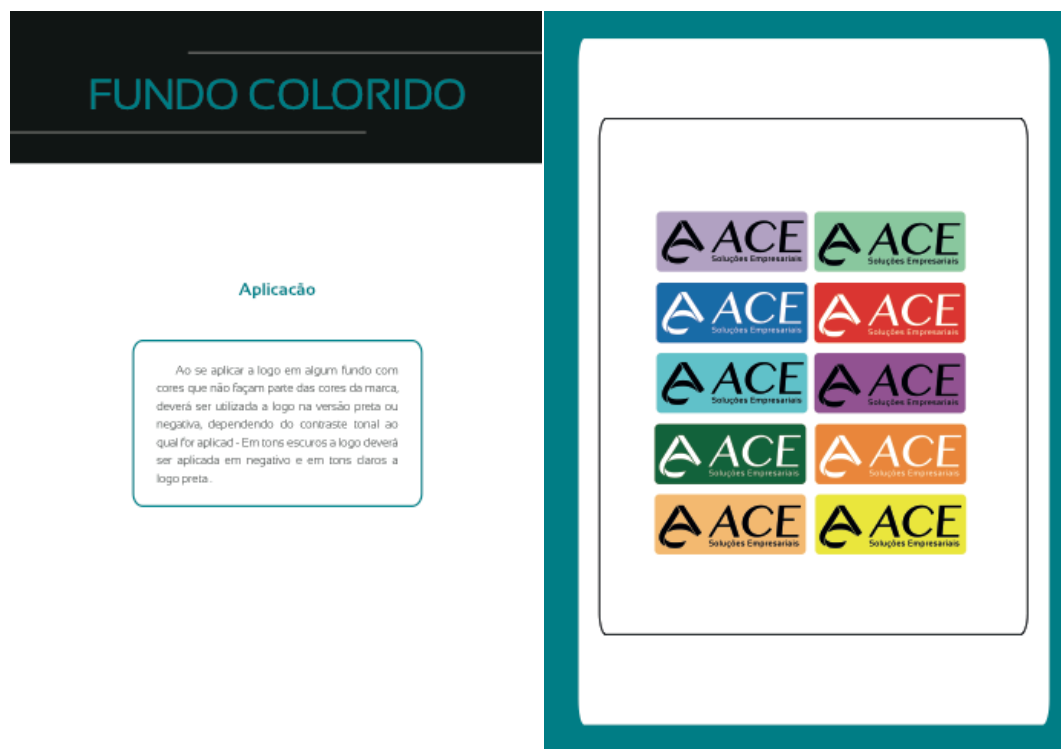 FUNDO COLORIDO
Aplicacão
Ao se aplicar a logo em algum fundo com
cores que não façam parte das cores da marca,
deverá ser utilizada a logo na versão preta ou
negativa, dependendo do contraste tonal ao
qual for aplicad - Em tons escuros a logo deverá
ser aplicada em negativo e em tons claros a
logo preta .
ACE
Soluções Empresariais
ACE
Soluções Empresariais
ACE
Soluções Empresariais
ACE
Soluções Empresariais
ACE
Soluções Empresariais
ACE
Soluções Empresariais
ACE
Soluções Empresariais
ACE
Soluções Empresariais
ACE
Soluções Empresariais
ACE
Soluções Empresariais